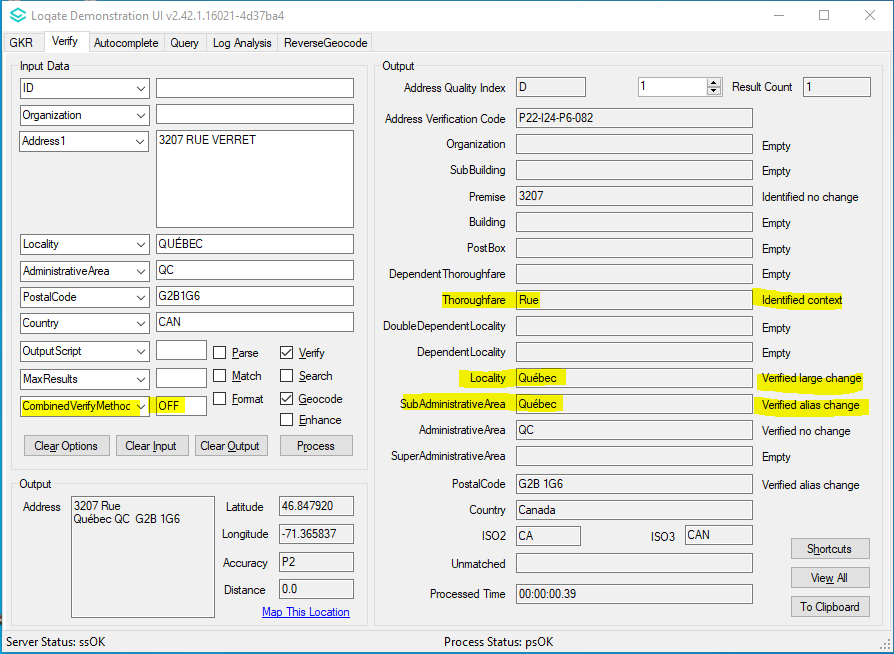 Loqate Demonstration UI v2.42.1.16021-4d37ba4
GKR Verify Autocomplete Query Log Analysis ReverseGeocode
Input Data
ID
Organization
Address1 3207 RUE VERRET
Locality QUÉBEC
AdministrativeArea QC
PostalCode G2B1G6
Country CAN
OutputScript Parse Verify
MaxResults Match Search
Format Geocode
CombinedVerifyMethod OFF
Enhance
Clear Options Clear Input Clear Output Process
Output
Address 3207 Rue
Québec QC G2B 1G6
Latitude 46.847920
Longitude -71.365837
Accuracy P2
Distance 0.0
Map This Location
Output
Address Quality Index D 1 Result Count 1
Address Verification Code P22-I24-P6-082
Organization Empty
SubBuilding Empty
Premise 3207 Identified no change
Building Empty
PostBox Empty
DependentThoroughfare Empty
Thoroughfare Rue Identified context
DoubleDependentLocality Empty
DependentLocality Empty
Locality Québec Verified large change
SubAdministrativeArea Québec Verified alias change
AdministrativeArea QC Verified no change
SuperAdministrativeArea Empty
PostalCode G2B 1G6 Verified alias change
Country Canada
ISO2 CA ISO3 CAN
Unmatched
Processed Time 00:00:00.39
Shortcuts
View All
To Clipboard
Server Status: ssOK Process Status: psOK